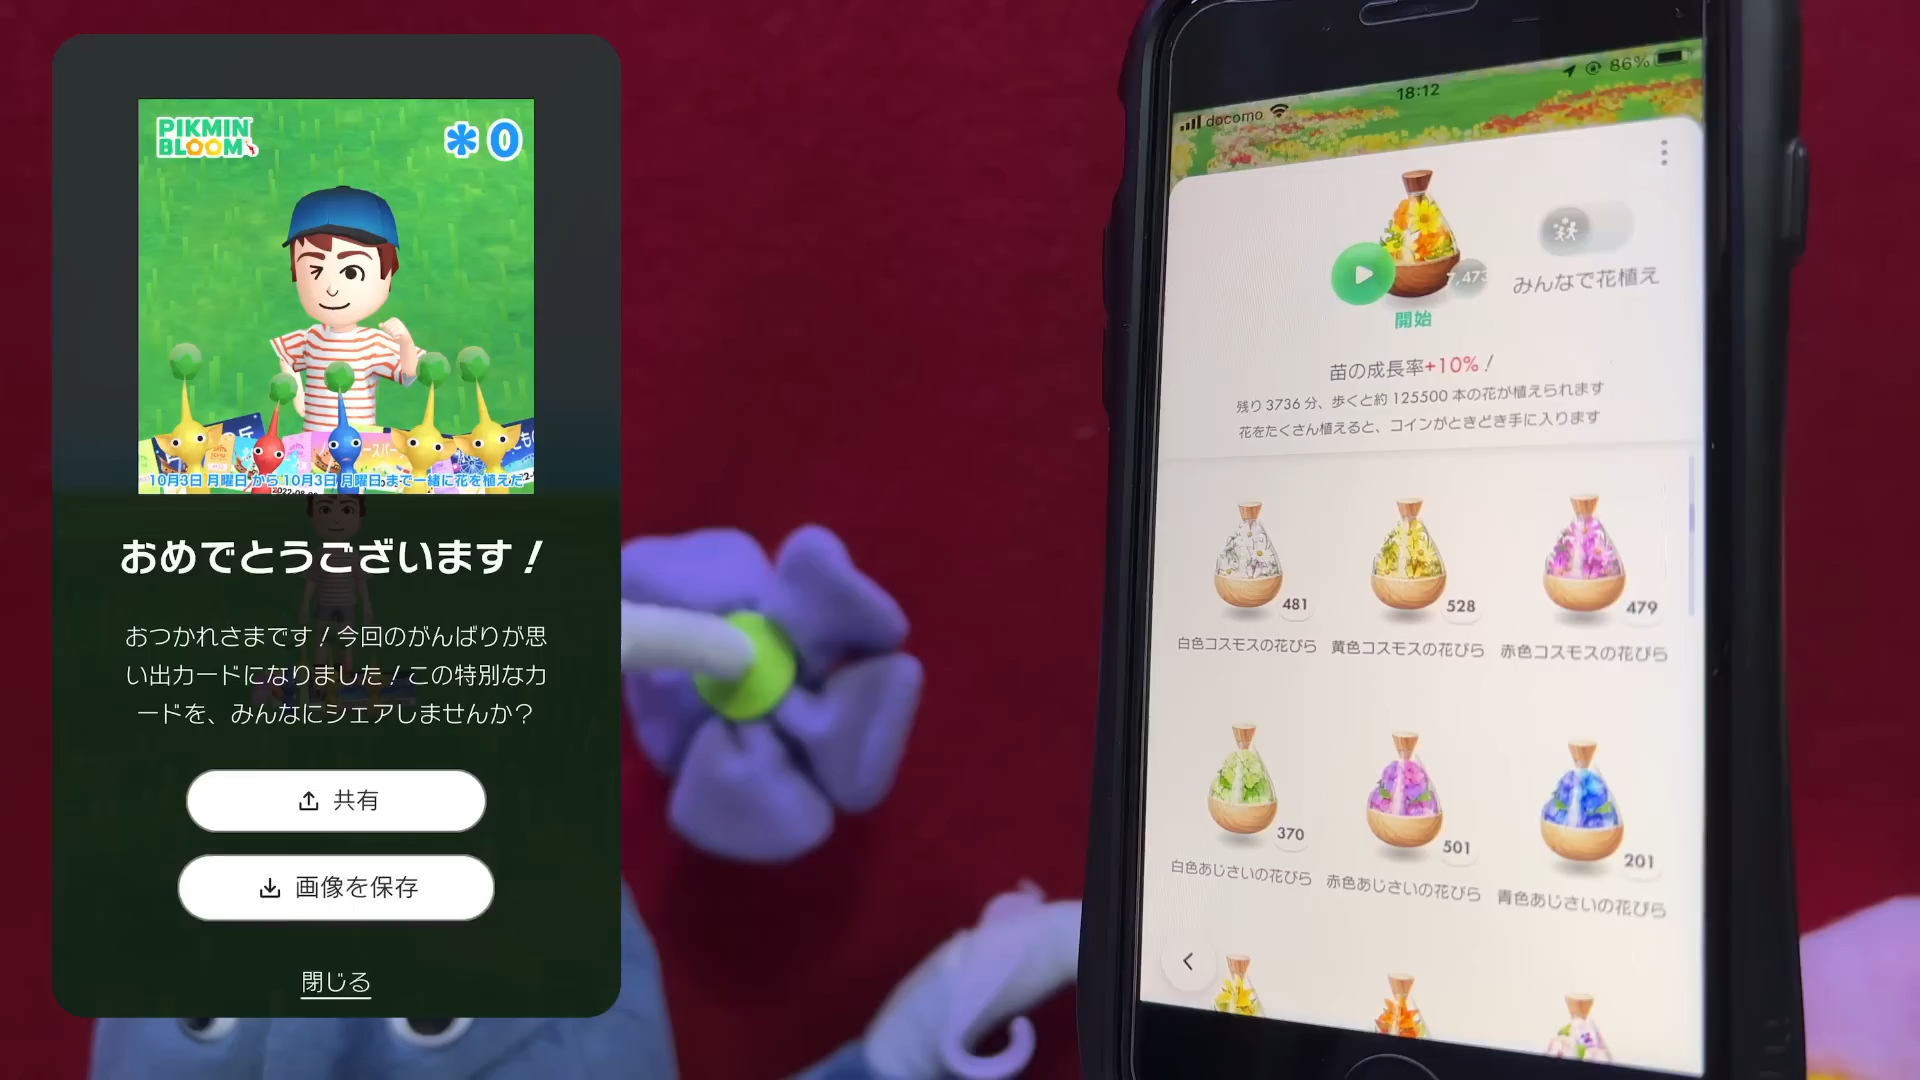 PIKMIN
BLOOM
0
10月3日 月曜日 から 10月3日 月曜日 まで一緒に花を植えた
おめでとうございます！
おつかれさまです！今回のがんばりが思
い出カードになりました！この特別なカ
ードを、みんなにシェアしませんか？
共有
画像を保存
閉じる
docomo
18:12
86%
7,473
みんなで花植え
開始
苗の成長率+10%！
残り 3736 分、歩くと約 125500 本の花が植えられます
花をたくさん植えると、コインがときどき手に入ります
481
528
479
白色コスモスの花びら
黄色コスモスの花びら
赤色コスモスの花びら
370
501
201
白色あじさいの花びら
赤色あじさいの花びら
青色あじさいの花びら